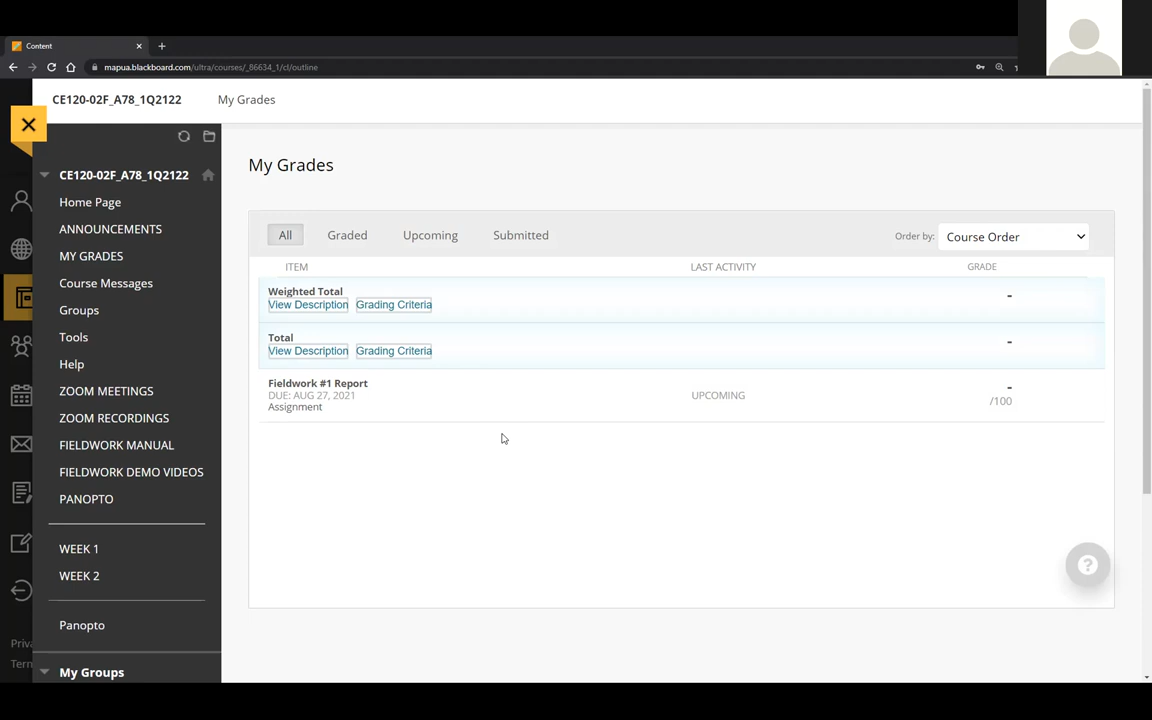 Content
mapua.blackboard.com/ultra/courses/_86634_1/cl/outline
CE120-02F_A78_1Q2122
My Grades
CE120-02F_A78_1Q2122
Home Page
ANNOUNCEMENTS
MY GRADES
Course Messages
Groups
Tools
Help
ZOOM MEETINGS
ZOOM RECORDINGS
FIELDWORK MANUAL
FIELDWORK DEMO VIDEOS
PANOPTO
WEEK 1
WEEK 2
Panopto
My Groups
Priva
Term
My Grades
All Graded Upcoming Submitted
Order by: Course Order
ITEM LAST ACTIVITY GRADE
Weighted Total -
View Description Grading Criteria
Total -
View Description Grading Criteria
Fieldwork #1 Report -
DUE: AUG 27, 2021 UPCOMING /100
Assignment
?